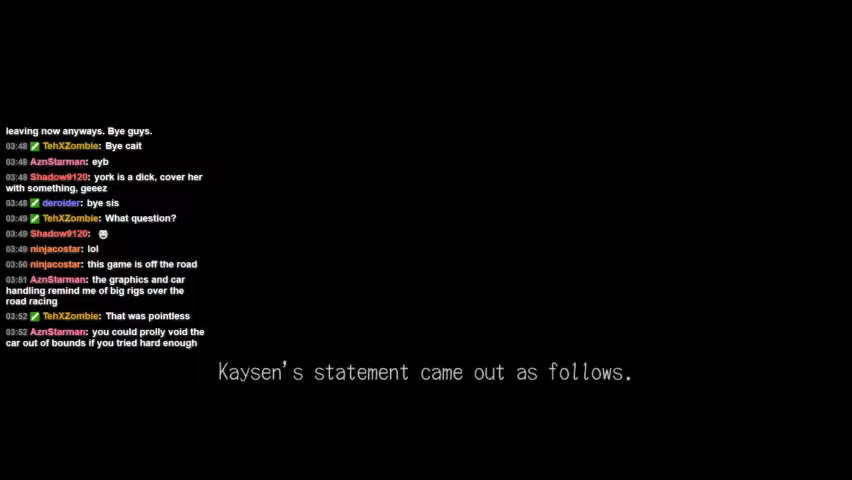 leaving now anyways. Bye guys.
03:48 TehXZombie: Bye cait
03:48 AznStarman: eyb
03:48 Shadow9120: york is a dick, cover her
with something, geeez
03:48 deroider: bye sis
03:49 TehXZombie: What question?
03:49 Shadow9120:
03:49 ninjacostar: lol
03:50 ninjacostar: this game is off the road
03:51 AznStarman: the graphics and car
handling remind me of big rigs over the
road racing
03:52 TehXZombie: That was pointless
03:52 AznStarman: you could prolly void the
car out of bounds if you tried hard enough
Kaysen's statement came out as follows.